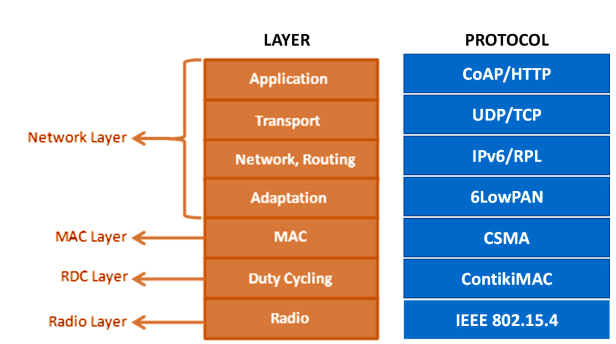 LAYER PROTOCOL
Application CoAP/HTTP
Transport UDP/TCP
Network Layer Network, Routing IPv6/RPL
Adaptation 6LowPAN
MAC Layer MAC CSMA
RDC Layer Duty Cycling ContikiMAC
Radio Layer Radio IEEE 802.15.4